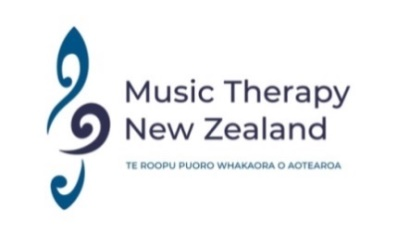 Music Therapy
New Zealand
TE ROOPU PUORO WHAKAORA O AOTEAROA